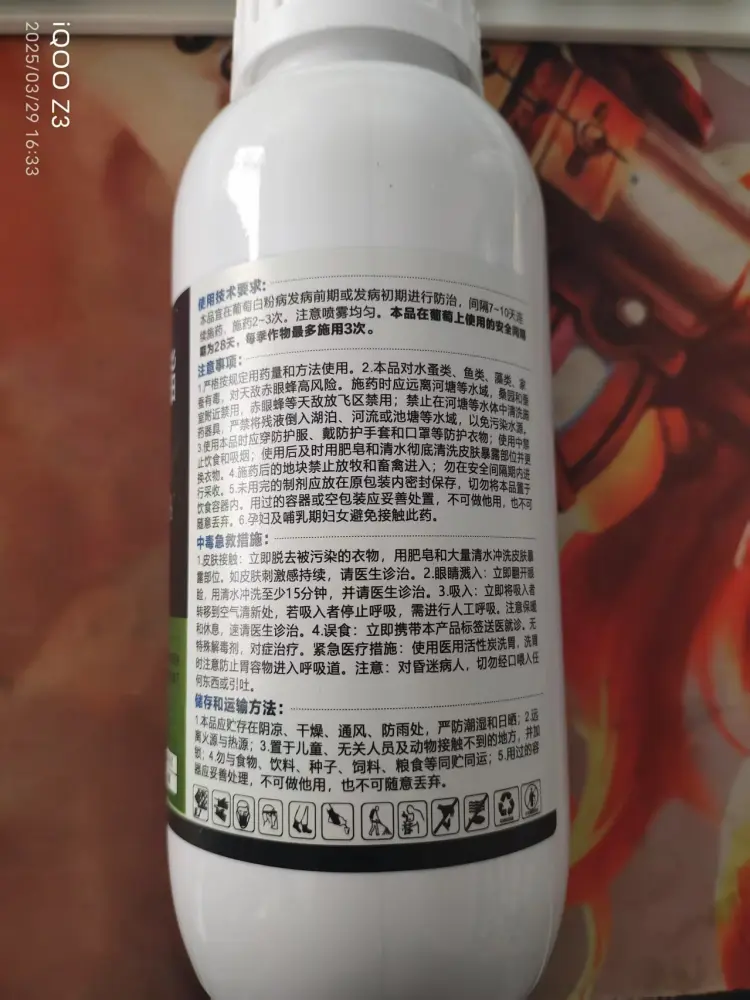 iQOO Z3
2025/03/29 16:33
使用技术要求:
本品宜在葡萄白粉病发病前期或发病初期进行防治,间隔7~10天连
续施药,施药2~3次。注意喷雾均匀。本品在葡萄上使用的安全间隔
期为28天,每季作物最多施用3次。
注意事项:
1.严格按规定用药量和方法使用。2.本品对水蚤类、鱼类、藻类、家
蚕有毒,对天敌赤眼蜂高风险。施药时应远离河塘等水域,桑园和蚕
室附近禁用,赤眼蜂等天敌放飞区禁用;禁止在河塘等水体中清洗施
药器具,严禁将残液倒入湖泊、河流或池塘等水域,以免污染水源。
3.使用本品时应穿防护服、戴防护手套和口罩等防护衣物;使用中禁
止饮食和吸烟;使用后及时用肥皂和清水彻底清洗皮肤暴露部位并更
换衣物。4.施药后的地块禁止放牧和畜禽进入;勿在安全间隔期内进
行采收。5.未用完的制剂应放在原包装内密封保存,切勿将本品置于
饮食容器内。用过的容器或空包装应妥善处置,不可做他用,也不可
随意丢弃。6.孕妇及哺乳期妇女避免接触此药。
中毒急救措施:
1.皮肤接触:立即脱去被污染的衣物,用肥皂和大量清水冲洗皮肤暴
露部位。如皮肤刺激感持续,请医生诊治。2.眼睛溅入:立即翻开眼
睑,用清水冲洗至少15分钟,并请医生诊治。3.吸入:立即将吸入者
转移到空气清新处,若吸入者停止呼吸,需进行人工呼吸。注意保暖
和休息,速请医生诊治。4.误食:立即携带本产品标签送医就诊。无
特殊解毒剂,对症治疗。紧急医疗措施:使用医用活性炭洗胃,洗胃
时注意防止胃容物进入呼吸道。注意:对昏迷病人,切勿经口喂入任
何东西或引吐。
储存和运输方法:
1.本品应贮存在阴凉、干燥、通风、防雨处,严防潮湿和日晒;2.远
离火源与热源;3.置于儿童、无关人员及动物接触不到的地方,并加
锁;4.勿与食物、饮料、种子、饲料、粮食等同贮同运;5.用过的容
器应妥善处理,不可做他用,也不可随意丢弃。